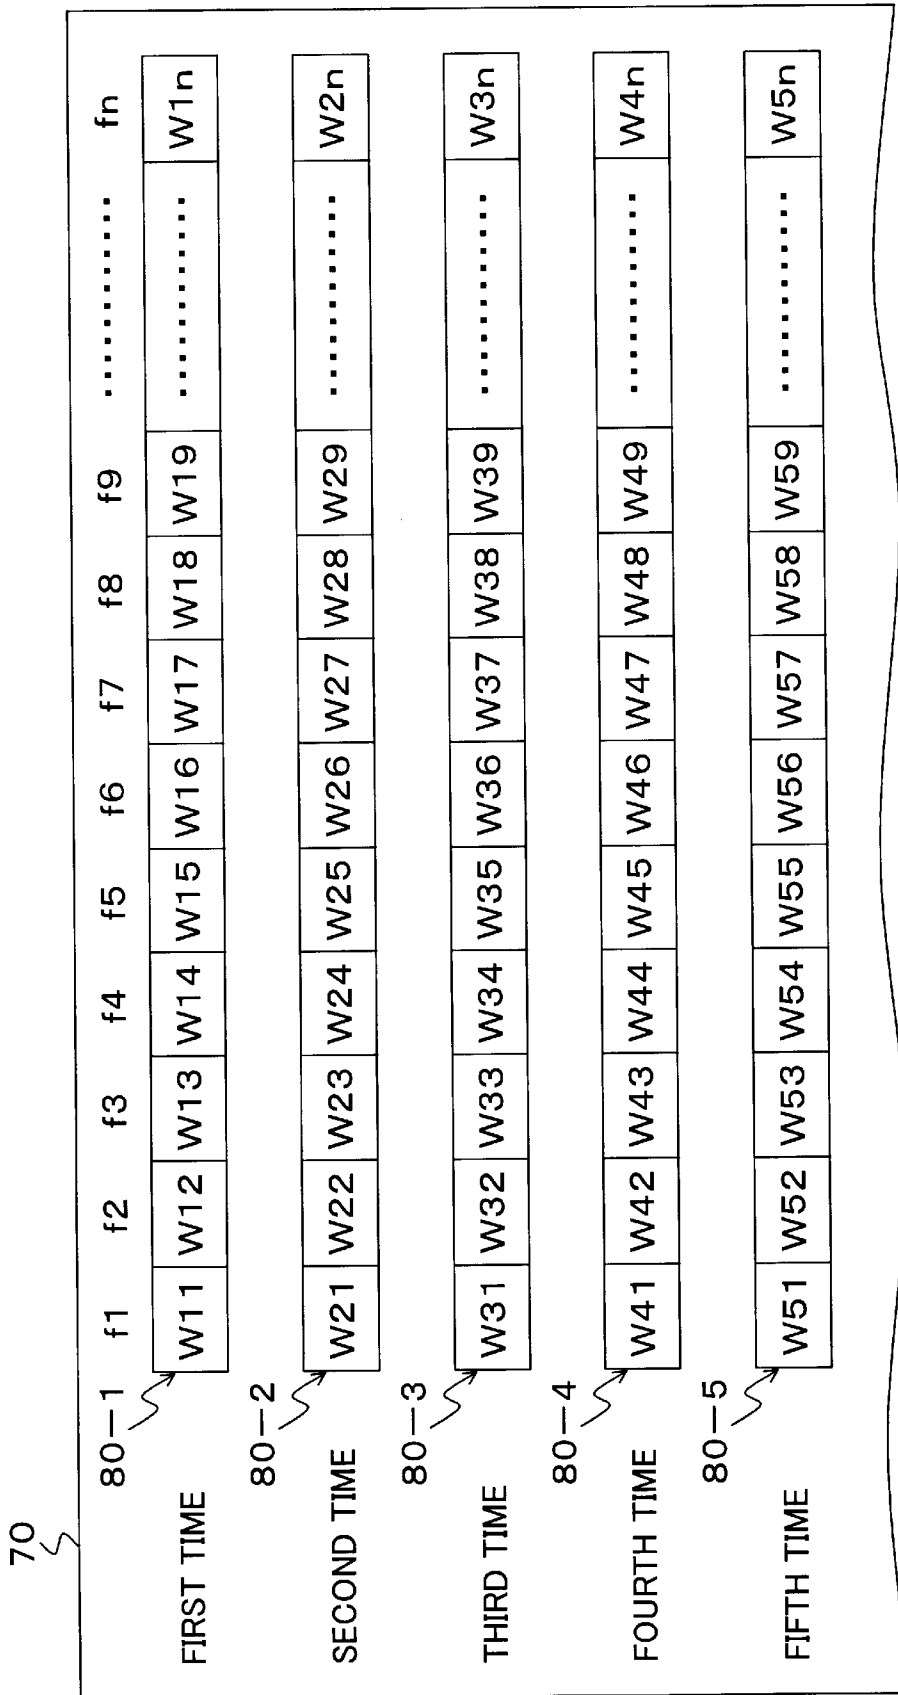 70
f1 f2 f3 f4 f5 f6 f7 f8 f9 ............ fn
80—1
FIRST TIME W11 W12 W13 W14 W15 W16 W17 W18 W19 ............ W1n
80—2
SECOND TIME W21 W22 W23 W24 W25 W26 W27 W28 W29 ............ W2n
80—3
THIRD TIME W31 W32 W33 W34 W35 W36 W37 W38 W39 ............ W3n
80—4
FOURTH TIME W41 W42 W43 W44 W45 W46 W47 W48 W49 ............ W4n
80—5
FIFTH TIME W51 W52 W53 W54 W55 W56 W57 W58 W59 ............ W5n